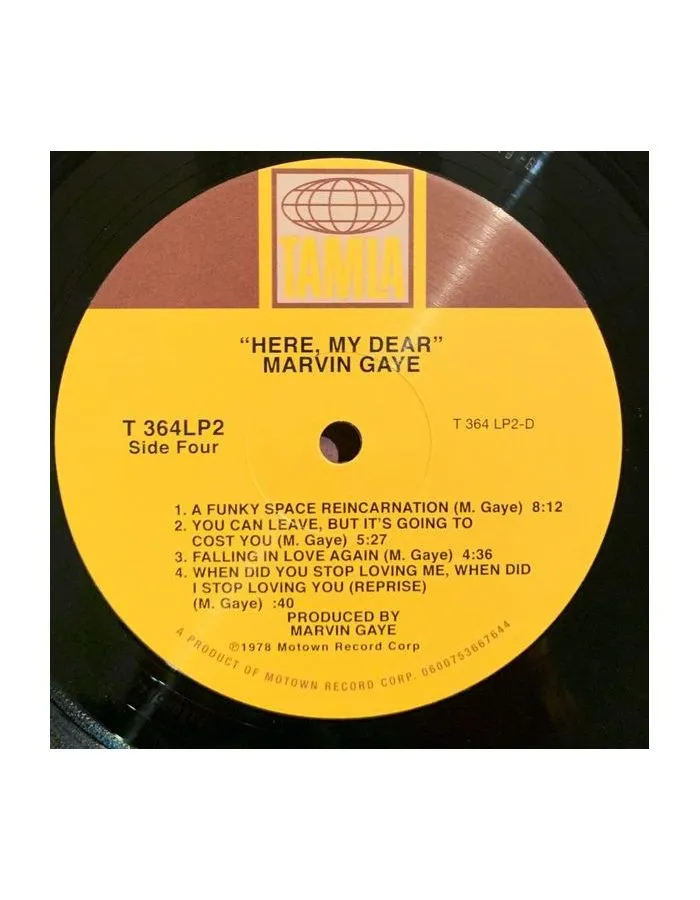 TAMLA
“HERE, MY DEAR”
MARVIN GAYE
T 364LP2
Side Four
T 364 LP2-D
1. A FUNKY SPACE REINCARNATION (M. Gaye) 8:12
2. YOU CAN LEAVE, BUT IT'S GOING TO
COST YOU (M. Gaye) 5:27
3. FALLING IN LOVE AGAIN (M. Gaye) 4:36
4. WHEN DID YOU STOP LOVING ME, WHEN DID
I STOP LOVING YOU (REPRISE)
(M. Gaye) :40
PRODUCED BY
MARVIN GAYE
℗1978 Motown Record Corp
A PRODUCT OF MOTOWN RECORD CORP. 0600753667644